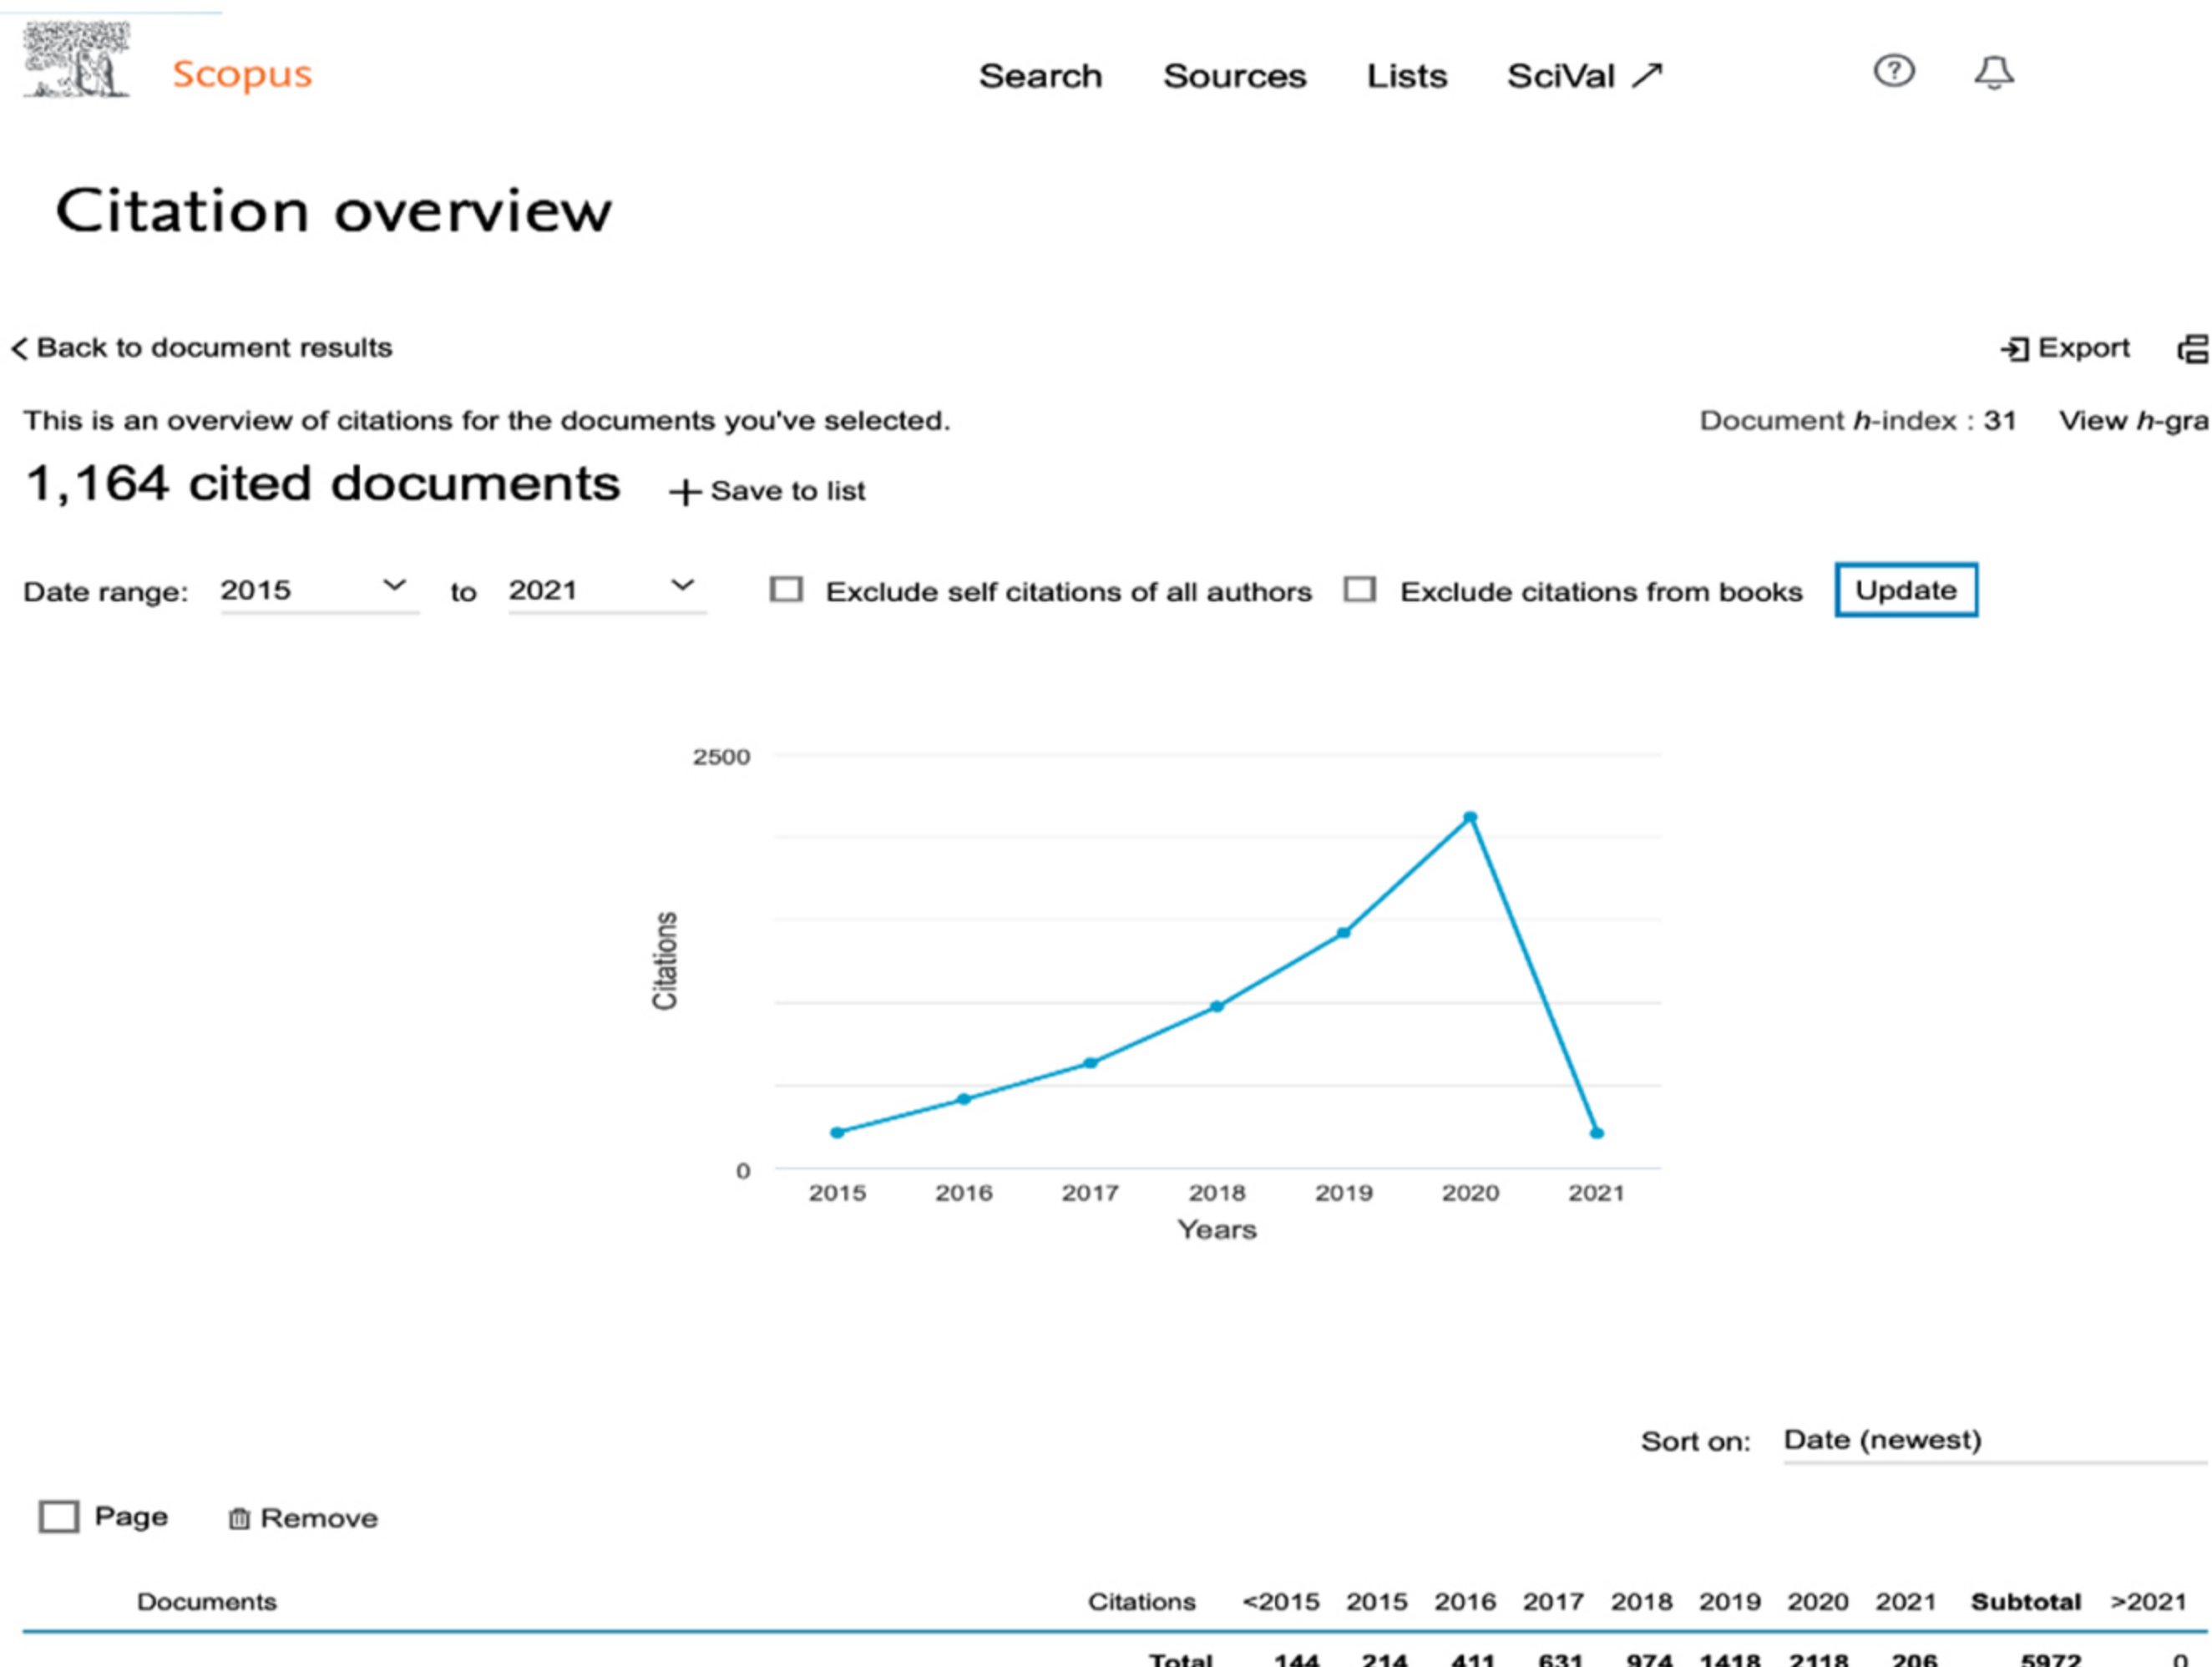 Scopus
Search Sources Lists SciVal
Citation overview
Back to document results
Export
This is an overview of citations for the documents you've selected.
Document h-index : 31 View h-gra
1,164 cited documents
Save to list
Date range: 2015 to 2021 Exclude self citations of all authors Exclude citations from books Update
2500
Citations
0
2015 2016 2017 2018 2019 2020 2021
Years
Sort on: Date (newest)
Page Remove
Documents Citations <2015 2015 2016 2017 2018 2019 2020 2021 Subtotal >2021
Total 144 214 411 631 974 1418 2118 206 5972 0